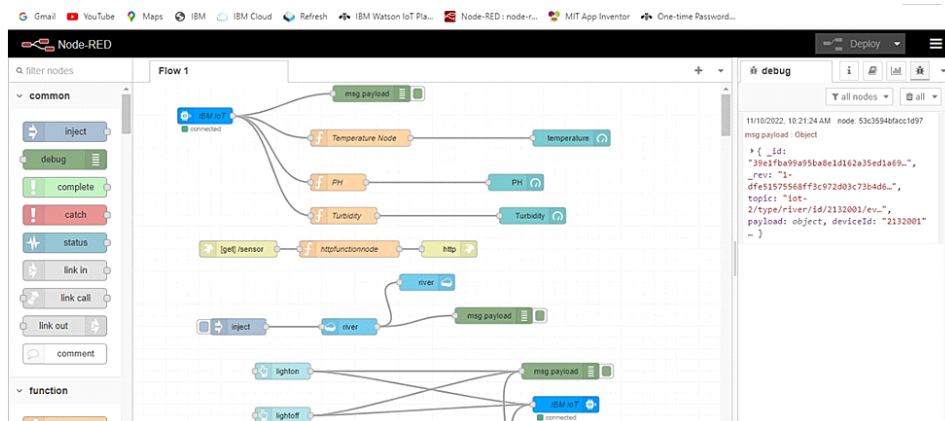 G Gmail YouTube Maps IBM IBM Cloud Refresh IBM Watson IoT Pla... Node-RED : node-r... MIT App Inventor One-time Password...
Node-RED Deploy
filter nodes
Flow 1
debug i
common
inject
debug
complete
catch
status
link in
link call
link out
comment
function
IBM IoT
connected
msg.payload
Temperature Node
temperature
PH
PH
Turbidity
Turbidity
[get] /sensor
httpfunctionnode
http
river
inject
river
msg.payload
lighton
msg.payload
IBM IoT
connected
lightoff
all nodes all
11/10/2022, 10:21:24 AM node: 53c3594bfacc1d97
msg.payload : Object
{ _id:
"39e1fba99a95ba8e1d162a35ed1a69…",
_rev: "1-
dfe51575568ff3c972d03c73b4d6…",
topic: "iot-
2/type/river/id/2132001/ev…",
payload: object, deviceId: "2132001"
… }